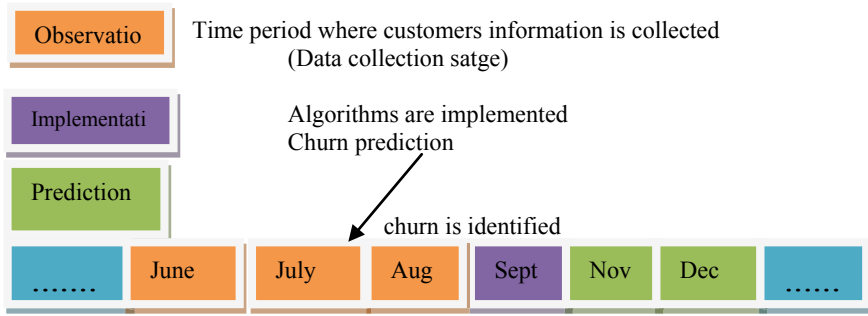 Observatio
Time period where customers information is collected
(Data collection satge)
Implementati
Algorithms are implemented
Churn prediction
Prediction
churn is identified
....... June July Aug Sept Nov Dec ......